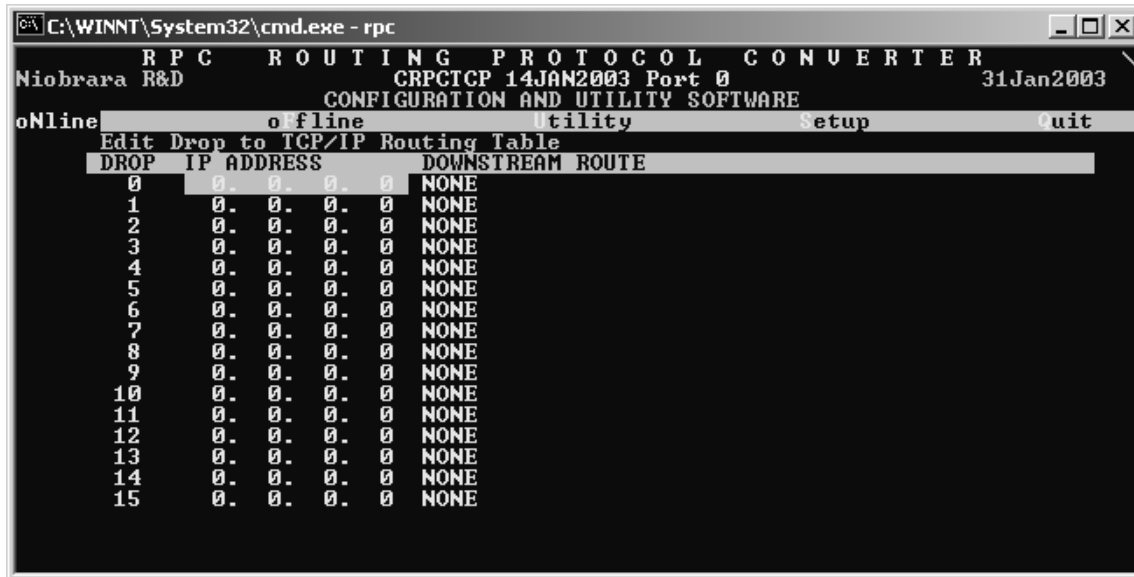 C:\WINNT\System32\cmd.exe - rpc
R P C   R O U T I N G   P R O T O C O L   C O N V E R T E R \
Niobrara R&D CRPCTCP 14JAN2003 Port 0 31Jan2003
CONFIGURATION AND UTILITY SOFTWARE
oNline oFfline Utility Setup Quit
Edit Drop to TCP/IP Routing Table
DROP IP ADDRESS DOWNSTREAM ROUTE
0 0. 0. 0. 0 NONE
1 0. 0. 0. 0 NONE
2 0. 0. 0. 0 NONE
3 0. 0. 0. 0 NONE
4 0. 0. 0. 0 NONE
5 0. 0. 0. 0 NONE
6 0. 0. 0. 0 NONE
7 0. 0. 0. 0 NONE
8 0. 0. 0. 0 NONE
9 0. 0. 0. 0 NONE
10 0. 0. 0. 0 NONE
11 0. 0. 0. 0 NONE
12 0. 0. 0. 0 NONE
13 0. 0. 0. 0 NONE
14 0. 0. 0. 0 NONE
15 0. 0. 0. 0 NONE